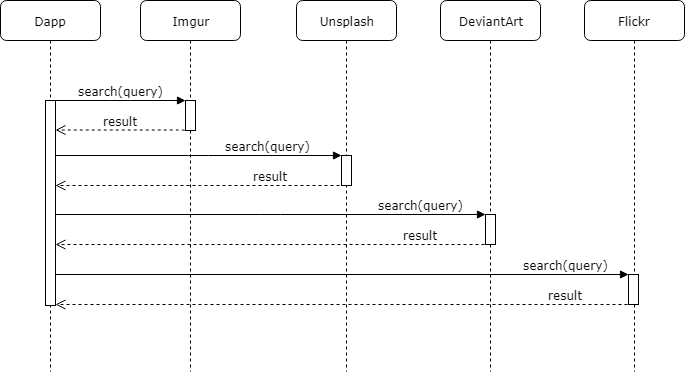 Dapp
Imgur
Unsplash
DeviantArt
Flickr
search(query)
result
search(query)
result
search(query)
result
search(query)
result